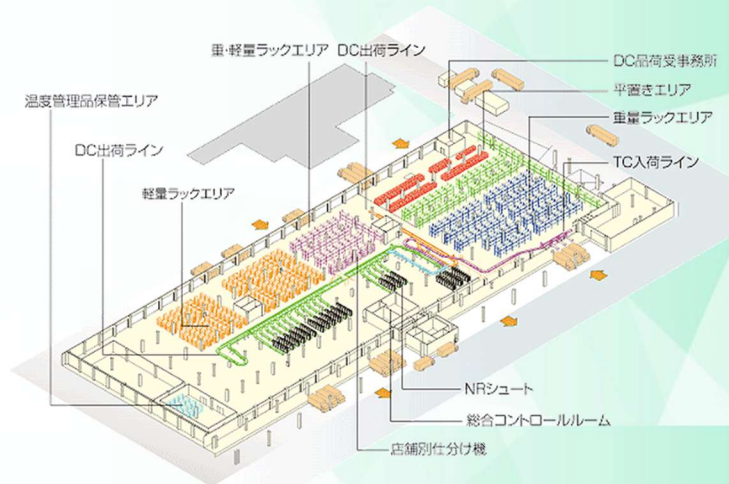 重・軽量ラックエリア
DC出荷ライン
DC品荷受事務所
平置きエリア
温度管理品保管エリア
重量ラックエリア
DC出荷ライン
TC入荷ライン
軽量ラックエリア
NRシュート
総合コントロールルーム
店舗別仕分け機